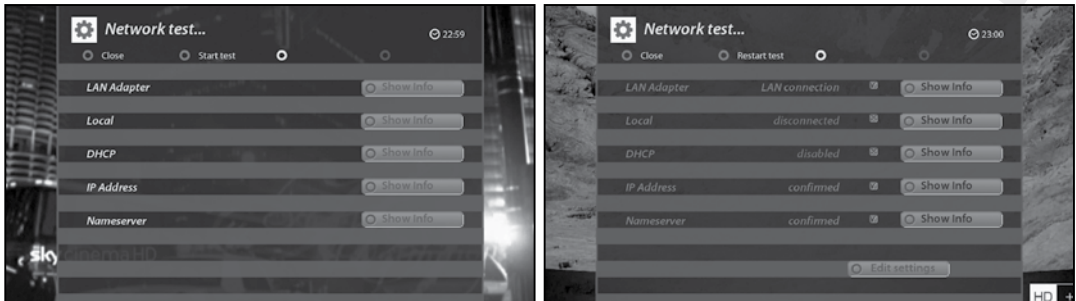 Network test...
22:59
Close Start test
LAN Adapter Show Info
Local Show Info
DHCP Show Info
IP Address Show Info
Nameserver Show Info
sky cinema HD
Network test...
23:00
Close Restart test
LAN Adapter LAN connection Show Info
Local disconnected Show Info
DHCP disabled Show Info
IP Address confirmed Show Info
Nameserver confirmed Show Info
Edit settings
HD +